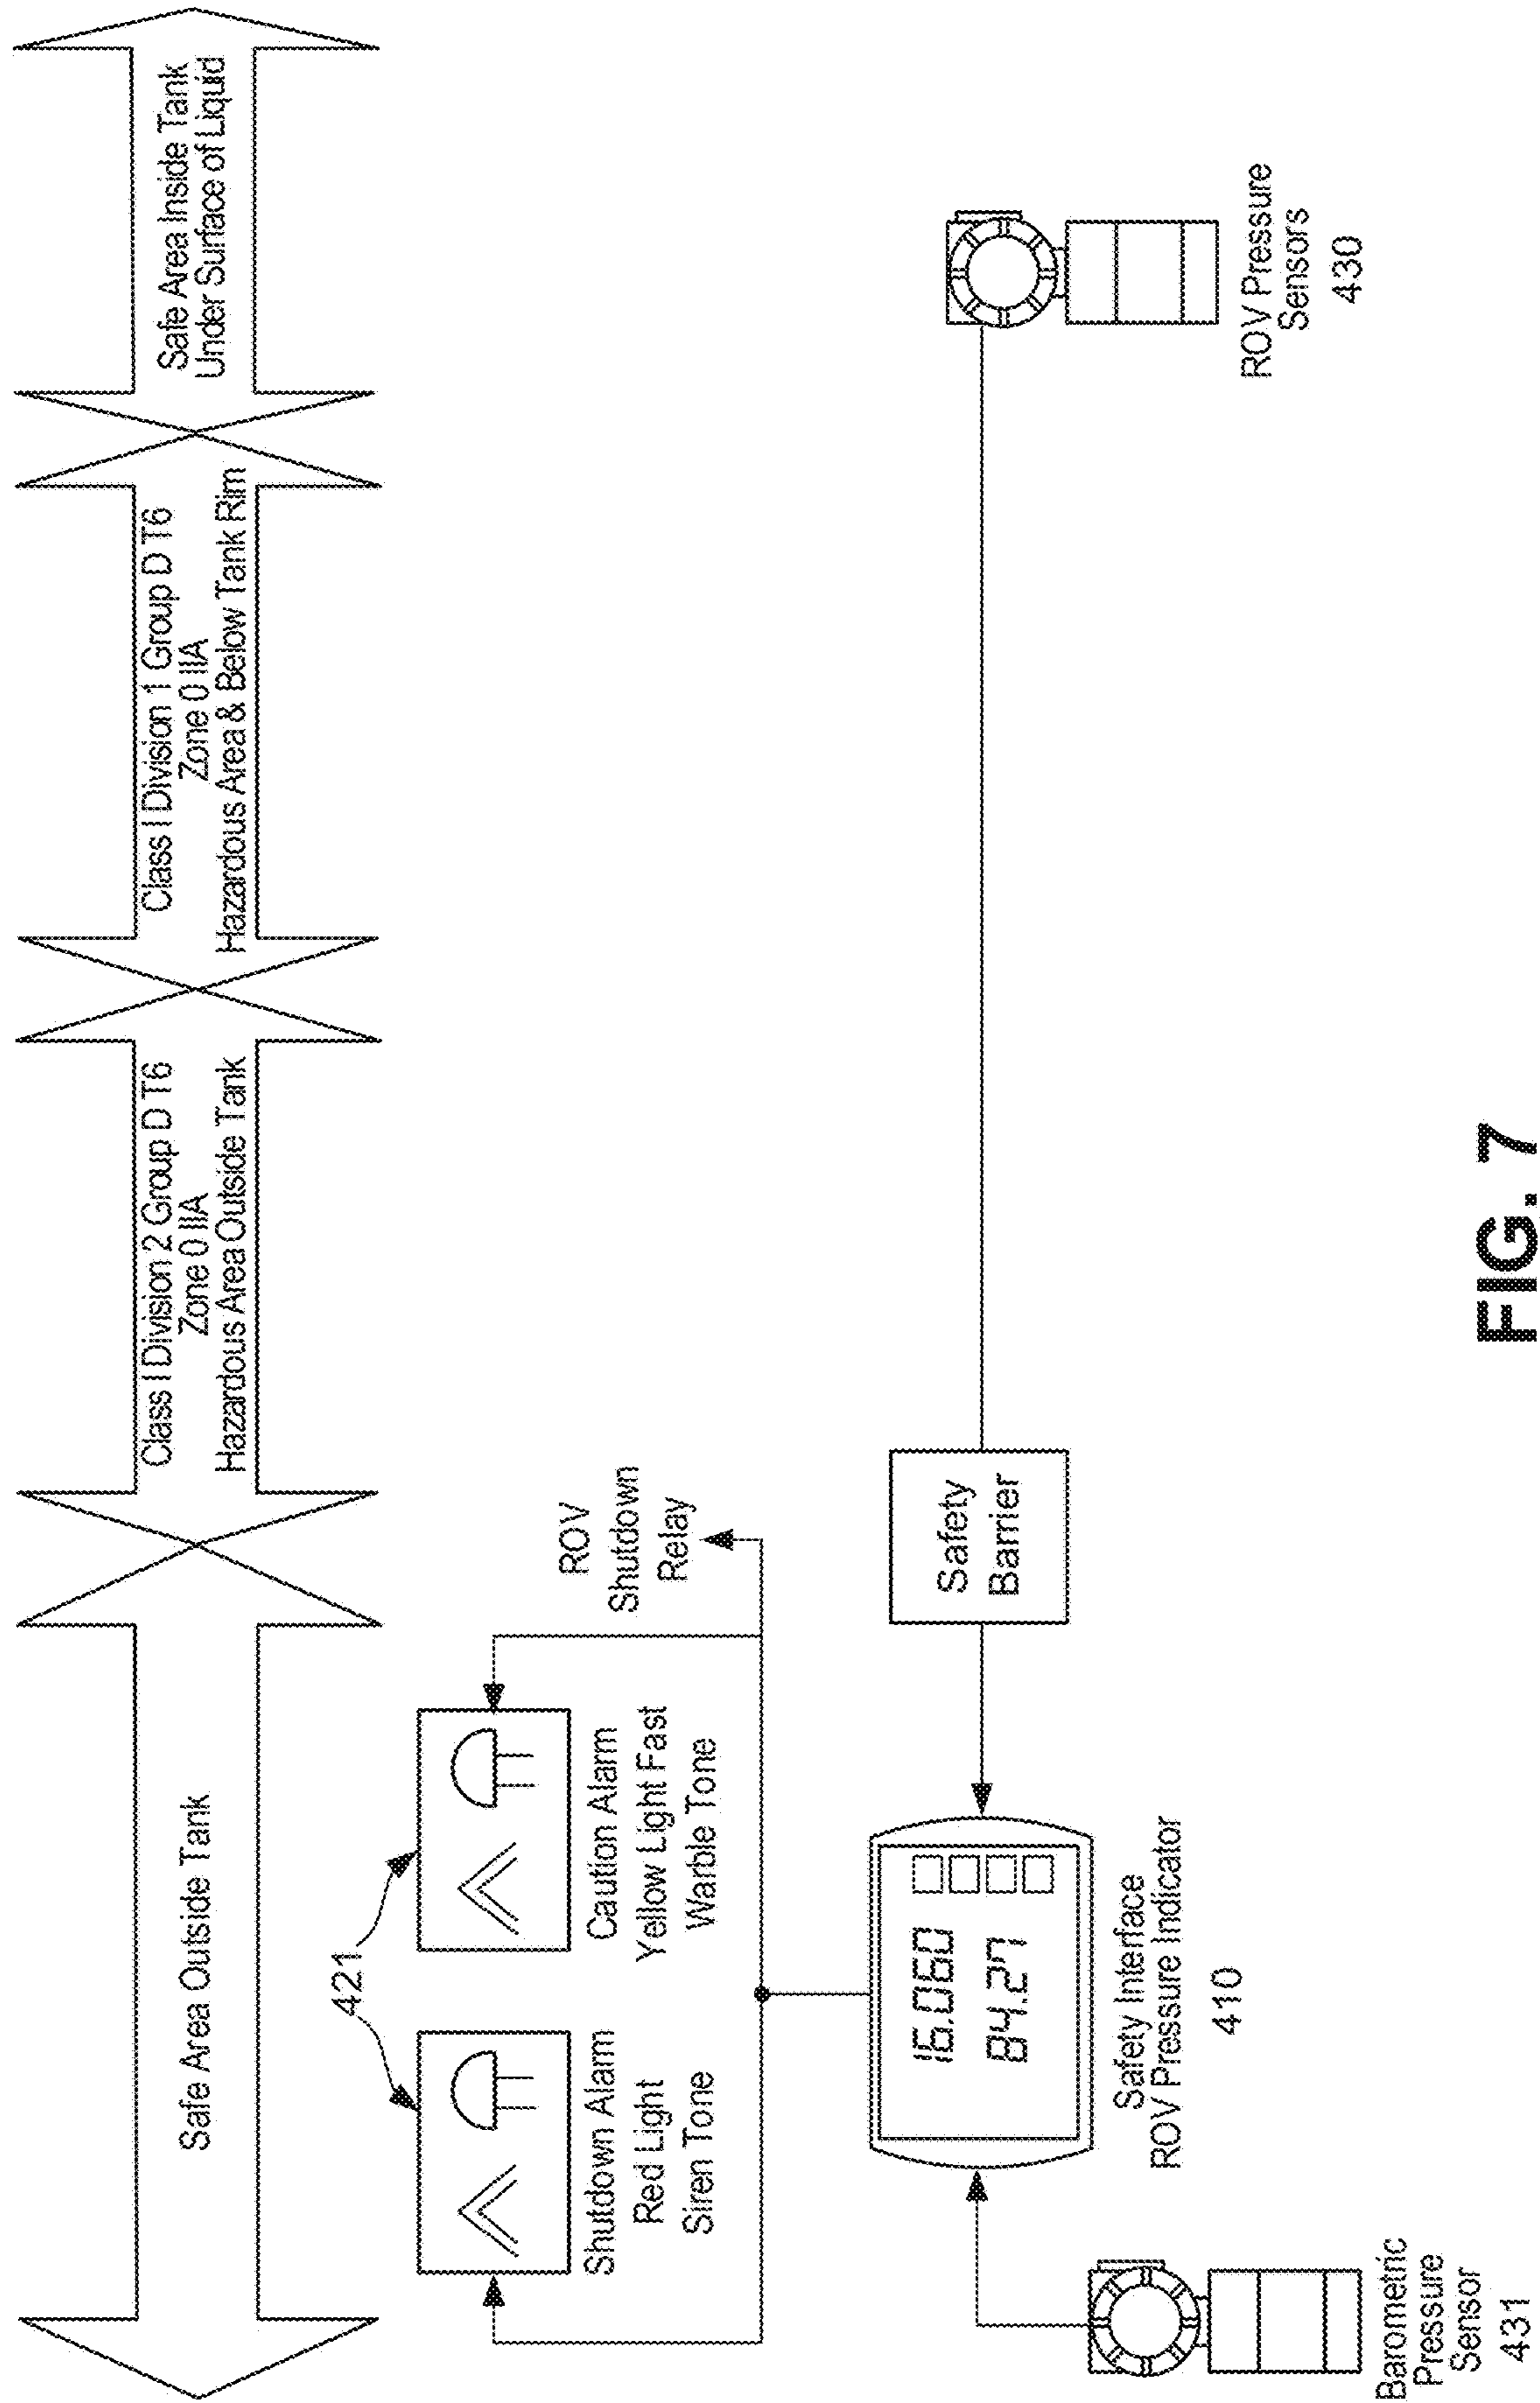 Safe Area Outside Tank
Class I Division 2 Group D T6
Zone 0 IIA
Hazardous Area Outside Tank
Class I Division 1 Group D T6
Zone 0 IIA
Hazardous Area & Below Tank Rim
Safe Area Inside Tank
Under Surface of Liquid
421
Shutdown Alarm
Red Light
Siren Tone
Caution Alarm
Yellow Light Fast
Warble Tone
ROV
Shutdown
Relay
16.060
84.27
Safety Interface
ROV Pressure Indicator
410
Safety
Barrier
ROV Pressure
Sensors
430
Barometric
Pressure
Sensor
431
FIG. 7